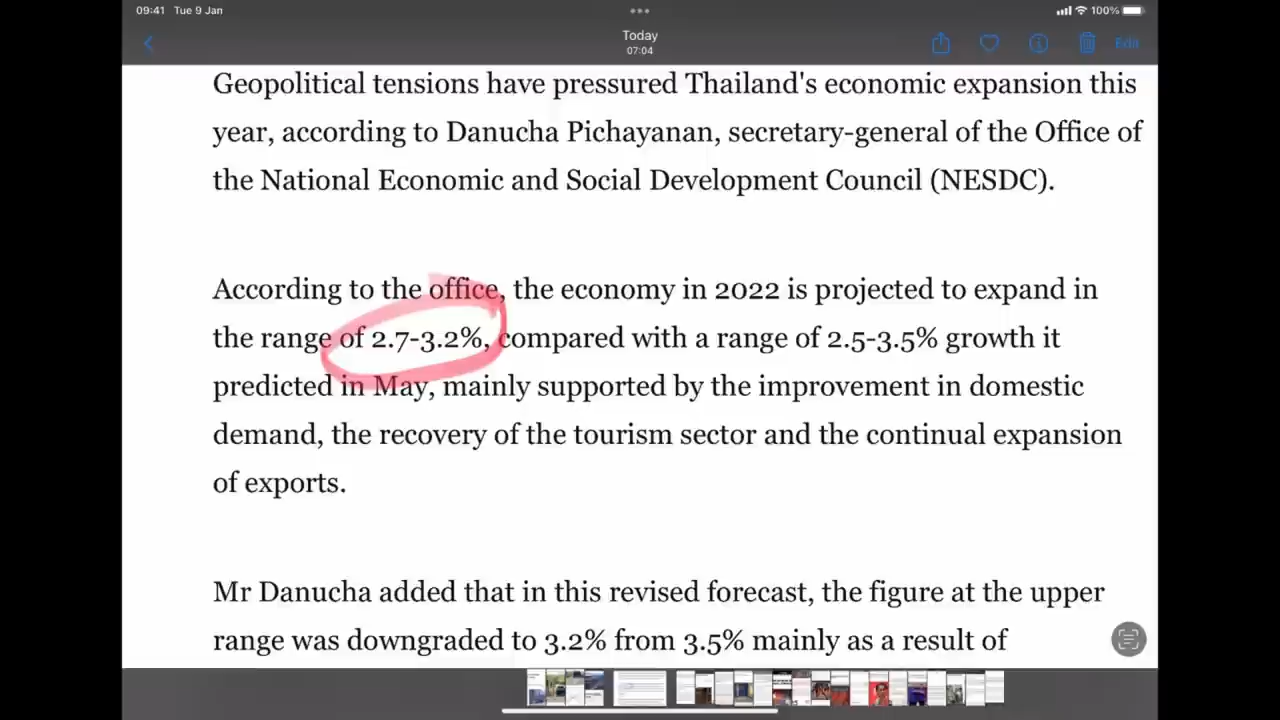 09:41 Tue 9 Jan
100%
Today
07:04
Edit
Geopolitical tensions have pressured Thailand's economic expansion this
year, according to Danucha Pichayanan, secretary-general of the Office of
the National Economic and Social Development Council (NESDC).
According to the office, the economy in 2022 is projected to expand in
the range of 2.7-3.2%, compared with a range of 2.5-3.5% growth it
predicted in May, mainly supported by the improvement in domestic
demand, the recovery of the tourism sector and the continual expansion
of exports.
Mr Danucha added that in this revised forecast, the figure at the upper
range was downgraded to 3.2% from 3.5% mainly as a result of